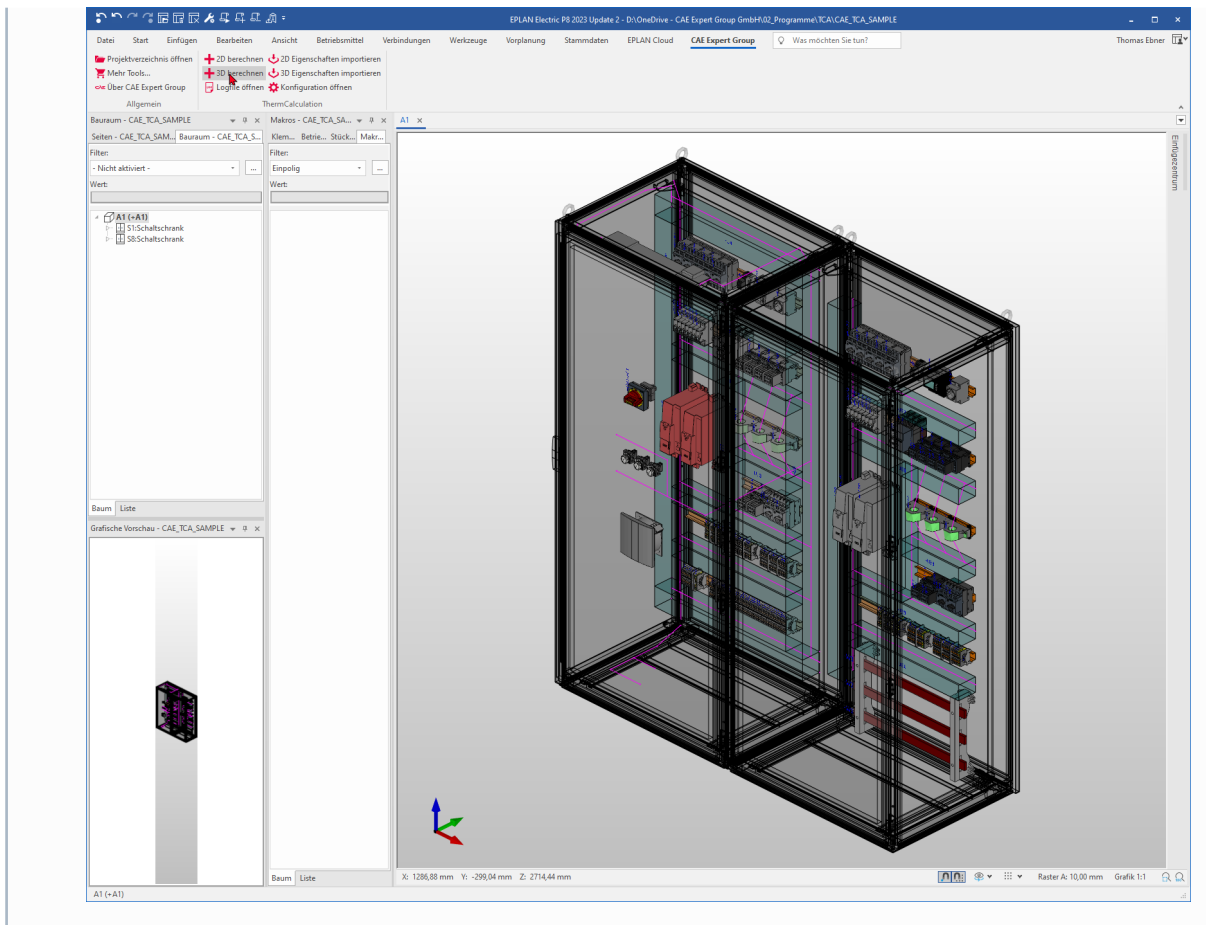 EPLAN Electric P8 2023 Update 2 - D:\OneDrive - CAE Expert Group GmbH\02_Programme\TCA\CAE_TCA_SAMPLE
Datei Start Einfügen Bearbeiten Ansicht Betriebsmittel Verbindungen Werkzeuge Vorplanung Stammdaten EPLAN Cloud CAE Expert Group Was möchten Sie tun? Thomas Ebner
Projektverzeichnis öffnen 2D berechnen 2D Eigenschaften importieren
Mehr Tools... 3D berechnen 3D Eigenschaften importieren
Über CAE Expert Group Logfile öffnen Konfiguration öffnen
Allgemein ThermCalculation
Bauraum - CAE_TCA_SAMPLE Makros - CAE_TCA_SA... A1
Seiten - CAE_TCA_SAM... Bauraum - CAE_TCA_S... Klem... Betrie... Stück... Makr...
Filter: Filter:
- Nicht aktiviert - ... Einpolig ...
Wert: Wert:
Einfügezentrum
A1 (+A1)
S1:Schaltschrank
S8:Schaltschrank
Baum Liste
Grafische Vorschau - CAE_TCA_SAMPLE
Baum Liste
X: 1286,88 mm Y: -299,04 mm Z: 2714,44 mm Raster A: 10,00 mm Grafik 1:1
A1 (+A1)